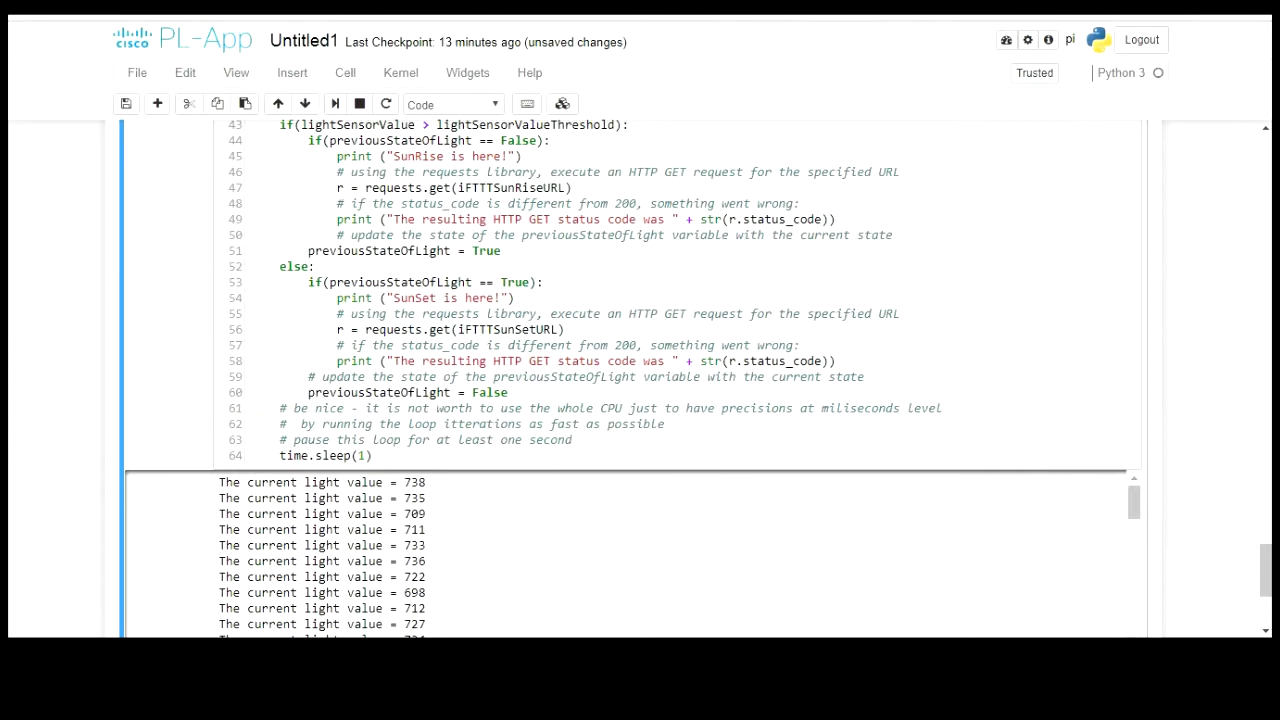 cisco PL-App Untitled1 Last Checkpoint: 13 minutes ago (unsaved changes) pi Logout
File Edit View Insert Cell Kernel Widgets Help Trusted Python 3
Code
43 if(lightSensorValue > lightSensorValueThreshold):
44 if(previousStateOfLight == False):
45 print ("SunRise is here!")
46 # using the requests library, execute an HTTP GET request for the specified URL
47 r = requests.get(iFTTTSunRiseURL)
48 # if the status_code is different from 200, something went wrong:
49 print ("The resulting HTTP GET status code was " + str(r.status_code))
50 # update the state of the previousStateOfLight variable with the current state
51 previousStateOfLight = True
52 else:
53 if(previousStateOfLight == True):
54 print ("SunSet is here!")
55 # using the requests library, execute an HTTP GET request for the specified URL
56 r = requests.get(iFTTTSunSetURL)
57 # if the status_code is different from 200, something went wrong:
58 print ("The resulting HTTP GET status code was " + str(r.status_code))
59 # update the state of the previousStateOfLight variable with the current state
60 previousStateOfLight = False
61 # be nice - it is not worth to use the whole CPU just to have precisions at miliseconds level
62 # by running the Loop itterations as fast as possible
63 # pause this loop for at least one second
64 time.sleep(1)
The current light value = 738
The current light value = 735
The current light value = 709
The current light value = 711
The current light value = 733
The current light value = 736
The current light value = 722
The current light value = 698
The current light value = 712
The current light value = 727